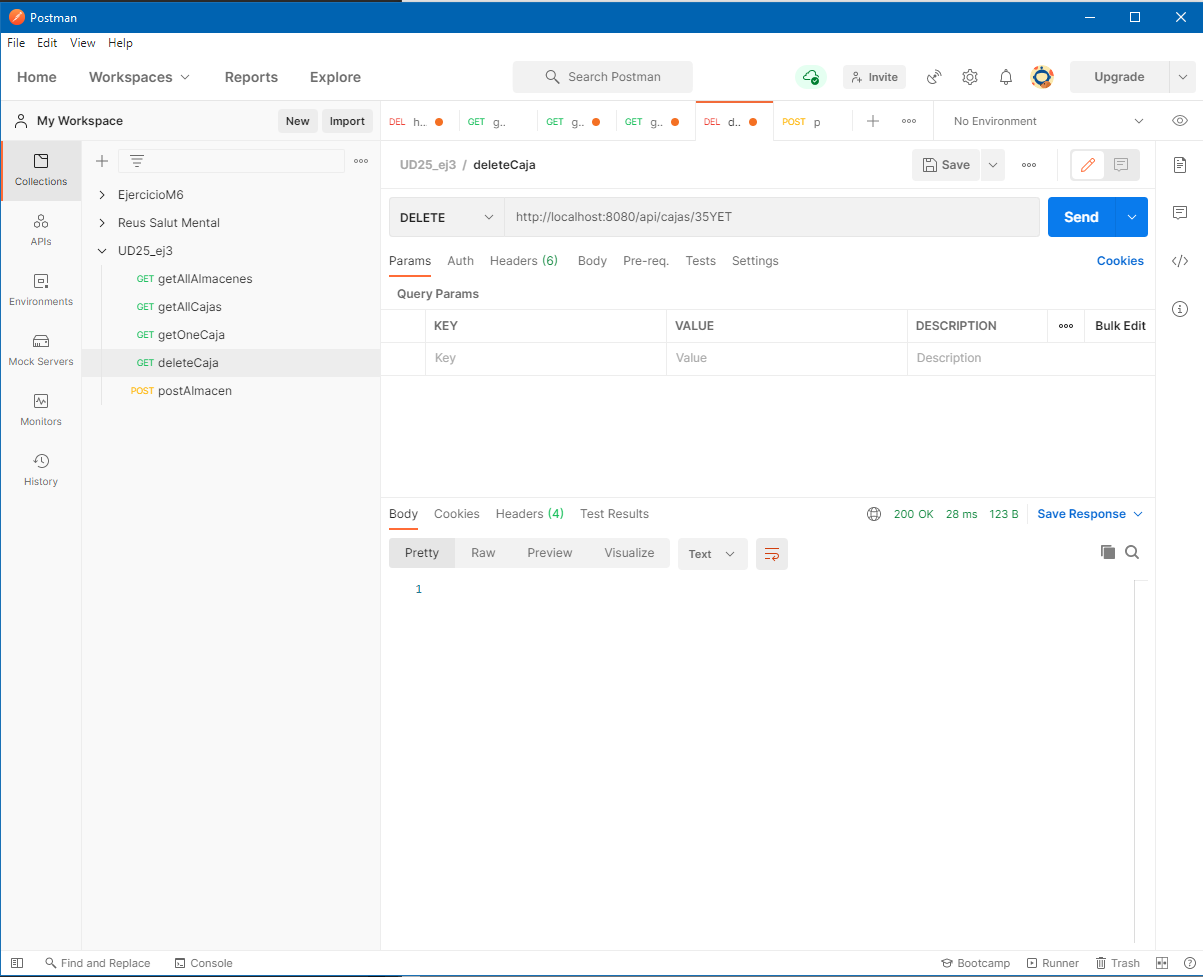 Postman
File Edit View Help
Home Workspaces Reports Explore Search Postman Invite Upgrade
My Workspace New Import
DEL h.. GET g.. GET g.. GET g.. DEL d.. POST p No Environment
Collections
APIs
Environments
Mock Servers
Monitors
History
EjercicioM6
Reus Salut Mental
UD25_ej3
GET getAllAlmacenes
GET getAllCajas
GET getOneCaja
GET deleteCaja
POST postAlmacen
UD25_ej3 / deleteCaja Save
DELETE http://localhost:8080/api/cajas/35YET Send
Params Auth Headers (6) Body Pre-req. Tests Settings Cookies
Query Params
KEY VALUE DESCRIPTION Bulk Edit
Key Value Description
Body Cookies Headers (4) Test Results 200 OK 28 ms 123 B Save Response
Pretty Raw Preview Visualize Text
1
Find and Replace Console Bootcamp Runner Trash